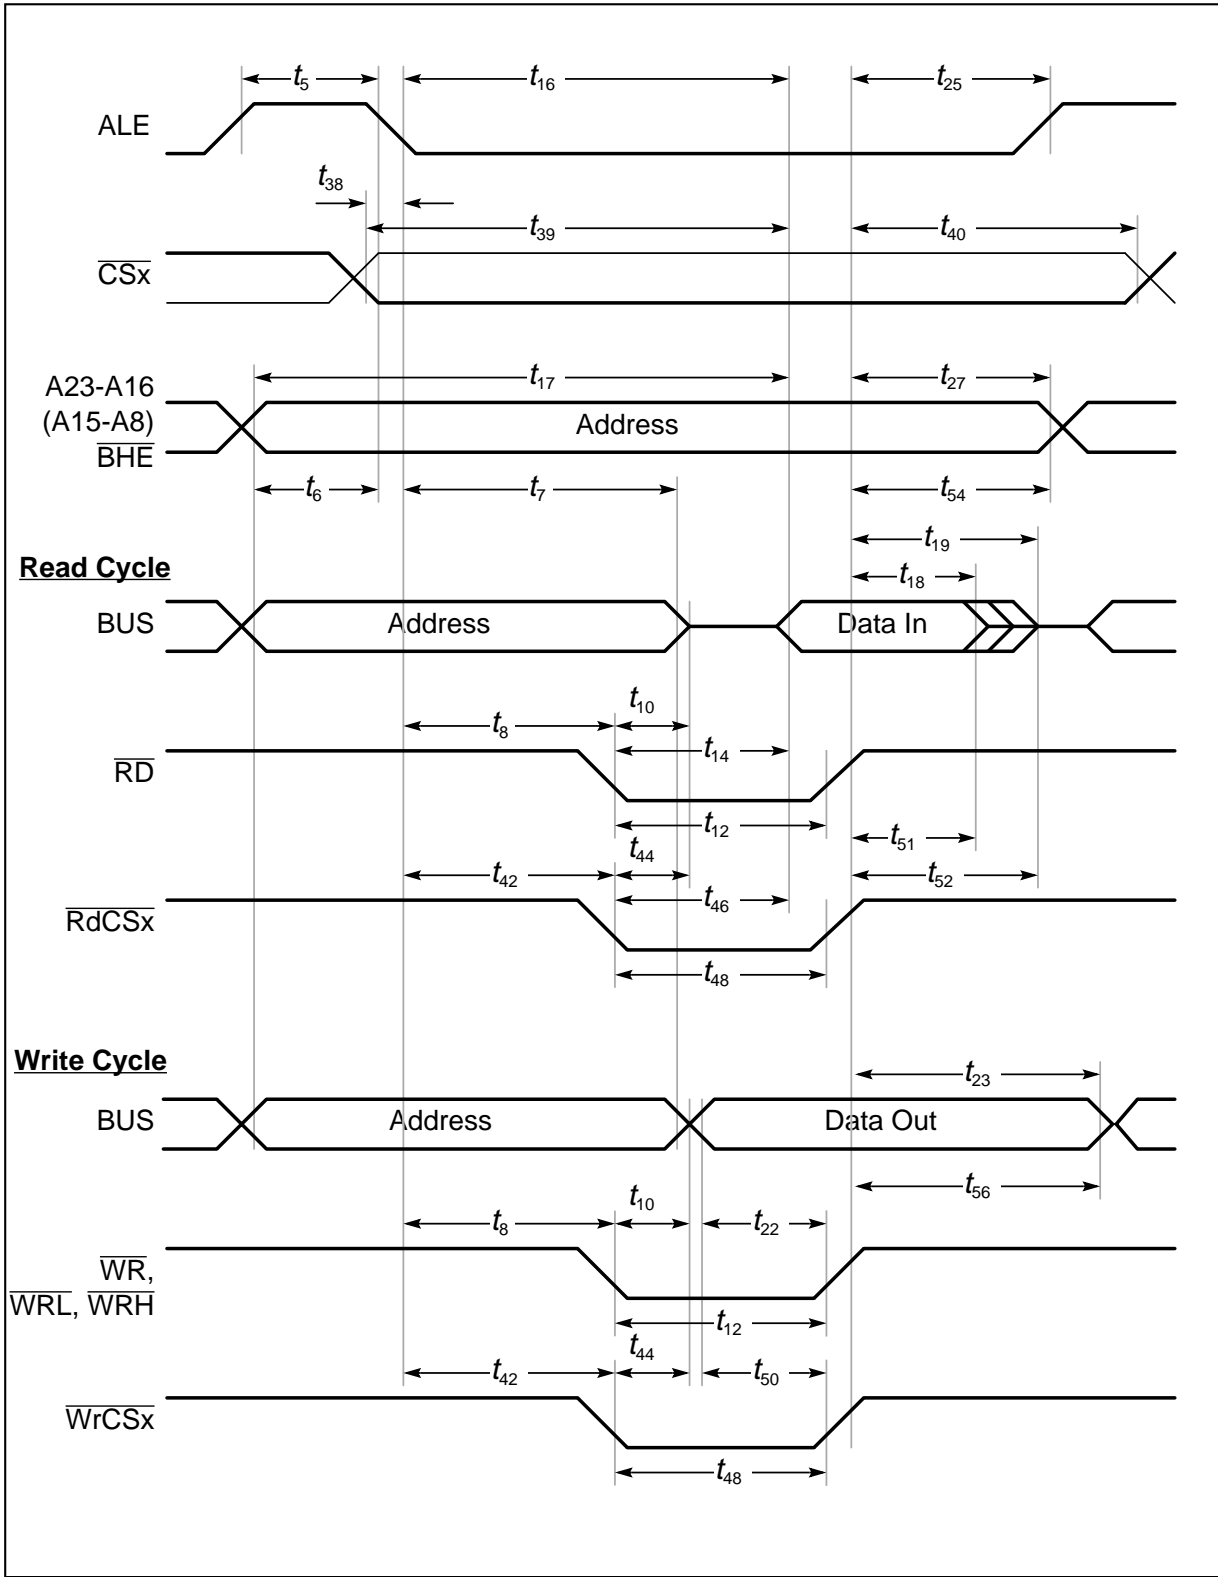 t5 t16 t25
ALE
t38
t39 t40
CSx
t17 t27
A23-A16
(A15-A8) Address
BHE
t6 t7 t54
t19
Read Cycle
t18
BUS Address Data In
t10
t8
t14
RD
t12 t51
t44
t42 t52
t46
RdCSx
t48
Write Cycle
t23
BUS Address Data Out
t56
t10
t8 t22
WR,
WRL, WRH
t12
t44
t42 t50
WrCSx
t48